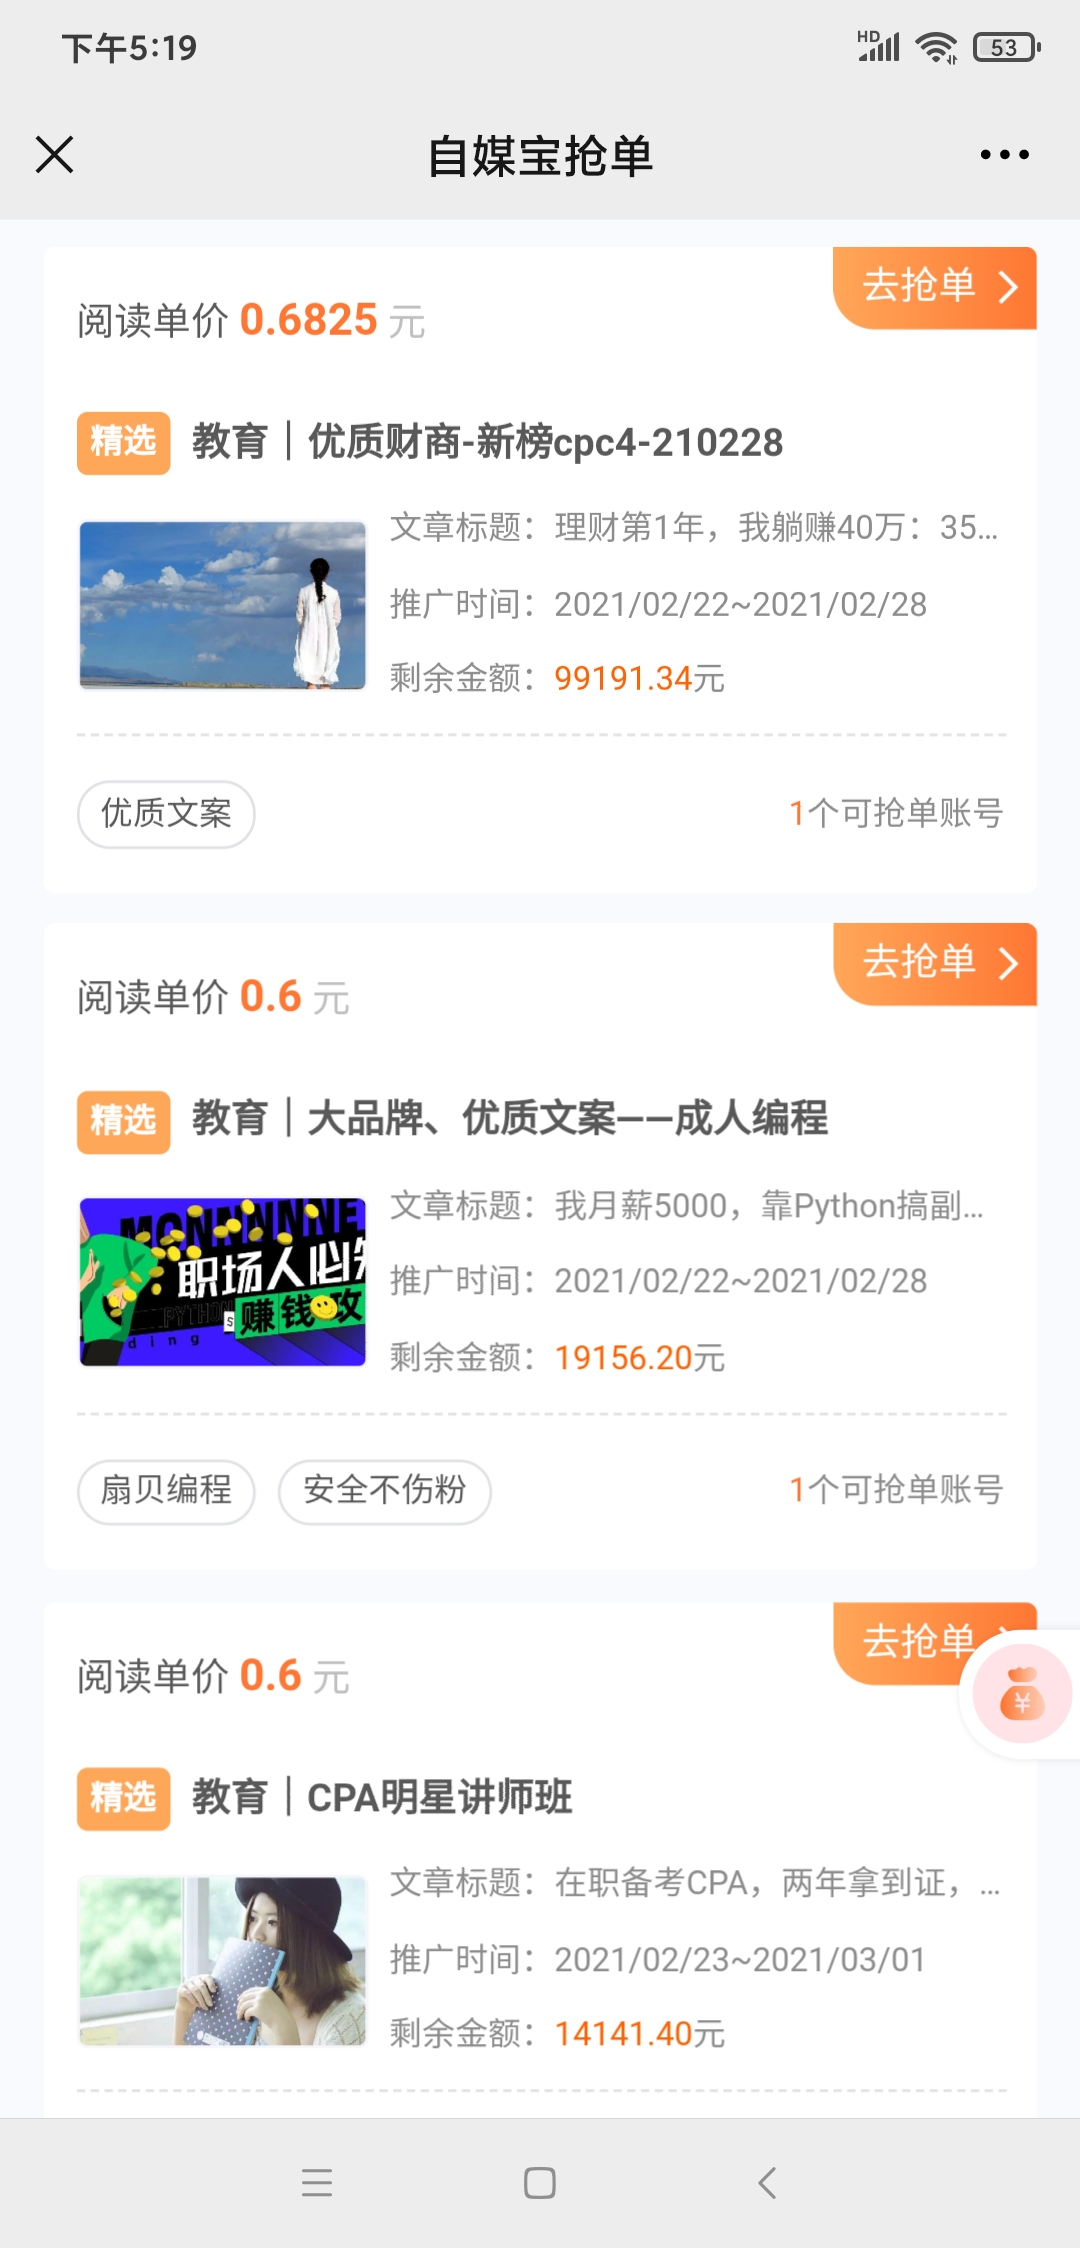 下午5:19
HD
53
自媒宝抢单
去抢单
阅读单价 0.6825 元
精选 教育｜优质财商-新榜cpc4-210228
文章标题：理财第1年，我躺赚40万：35...
推广时间：2021/02/22~2021/02/28
剩余金额：99191.34元
优质文案
1个可抢单账号
去抢单
阅读单价 0.6 元
精选 教育｜大品牌、优质文案——成人编程
MONNNNNNE
职场人必
PYTHON
赚钱 攻
ding
文章标题：我月薪5000，靠Python搞副...
推广时间：2021/02/22~2021/02/28
剩余金额：19156.20元
扇贝编程 安全不伤粉
1个可抢单账号
去抢单
阅读单价 0.6 元
¥
精选 教育｜CPA明星讲师班
文章标题：在职备考CPA，两年拿到证，...
推广时间：2021/02/23~2021/03/01
剩余金额：14141.40元